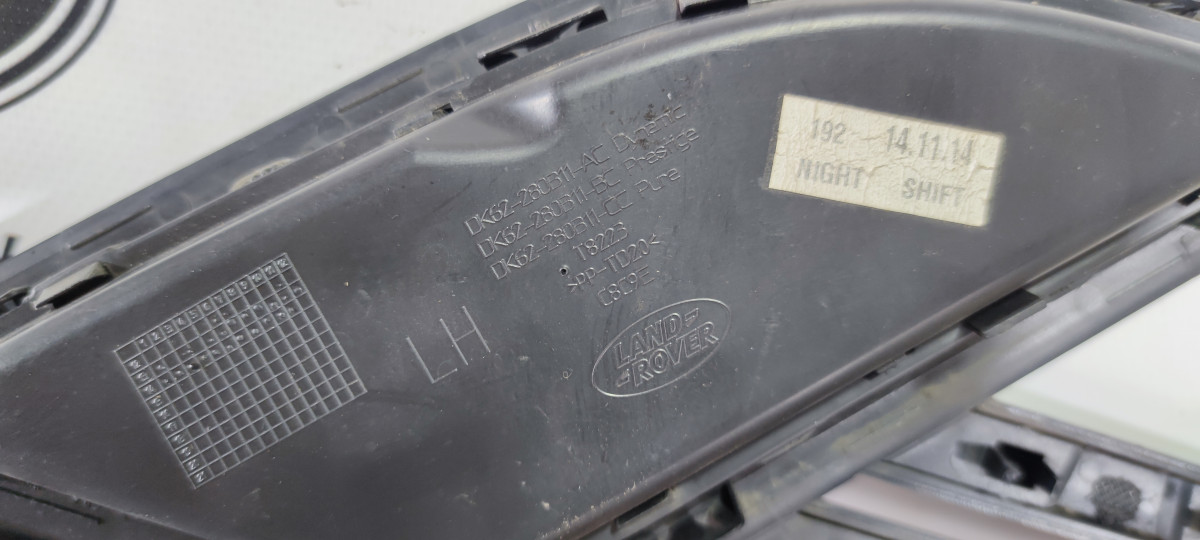 DK62-280B11-AC Dynamic
DK62-280B11-BC Prestige
DK62-280B11-CC Pure
T8223
>PP-TD20<
C8C9E
LH
LAND
ROVER
192 14.11.14
NIGHT SHIFT